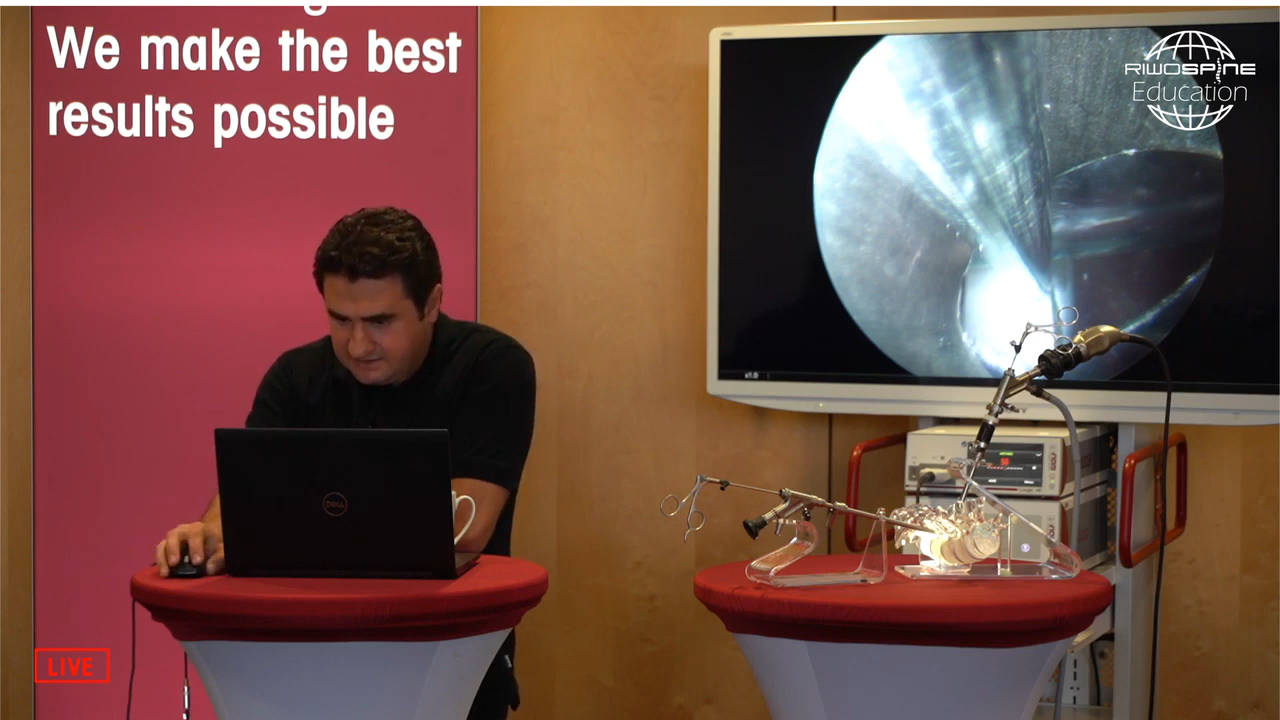 We make the best
results possible
RIWOSPINE
Education
DELL
LIVE